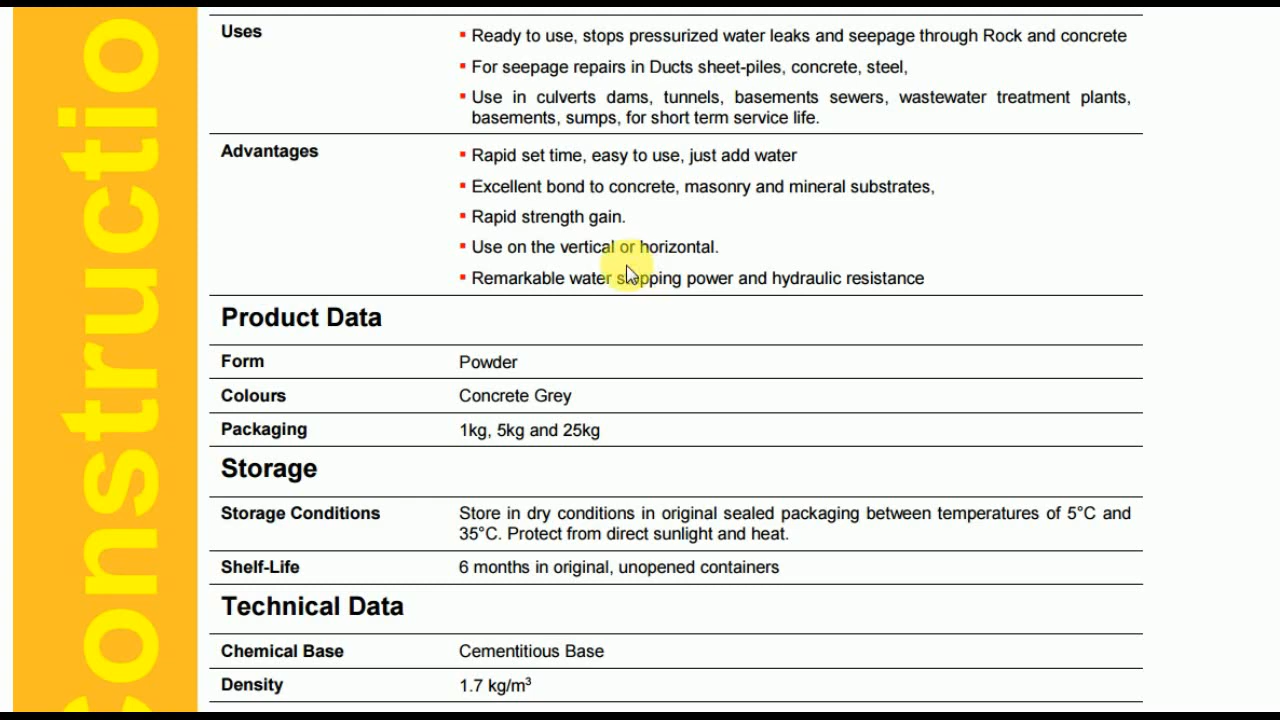 Constructio
Uses
Ready to use, stops pressurized water leaks and seepage through Rock and concrete
For seepage repairs in Ducts sheet-piles, concrete, steel,
Use in culverts dams, tunnels, basements sewers, wastewater treatment plants,
basements, sumps, for short term service life.
Advantages
Rapid set time, easy to use, just add water
Excellent bond to concrete, masonry and mineral substrates,
Rapid strength gain.
Use on the vertical or horizontal.
Remarkable water stopping power and hydraulic resistance
Product Data
Form Powder
Colours Concrete Grey
Packaging 1kg, 5kg and 25kg
Storage
Storage Conditions Store in dry conditions in original sealed packaging between temperatures of 5°C and
35°C. Protect from direct sunlight and heat.
Shelf-Life 6 months in original, unopened containers
Technical Data
Chemical Base Cementitious Base
Density 1.7 kg/m³